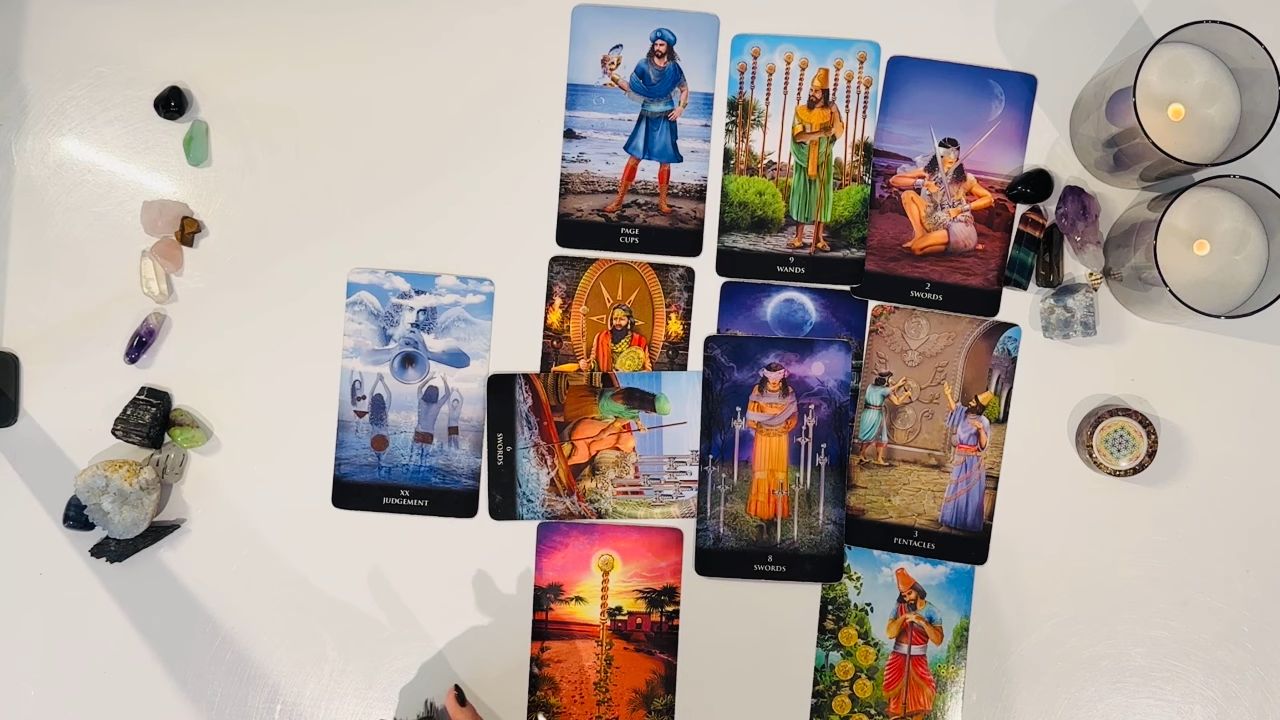 PAGE
CUPS
9
WANDS
2
SWORDS
XX
JUDGEMENT
6
SWORDS
8
SWORDS
3
PENTACLES